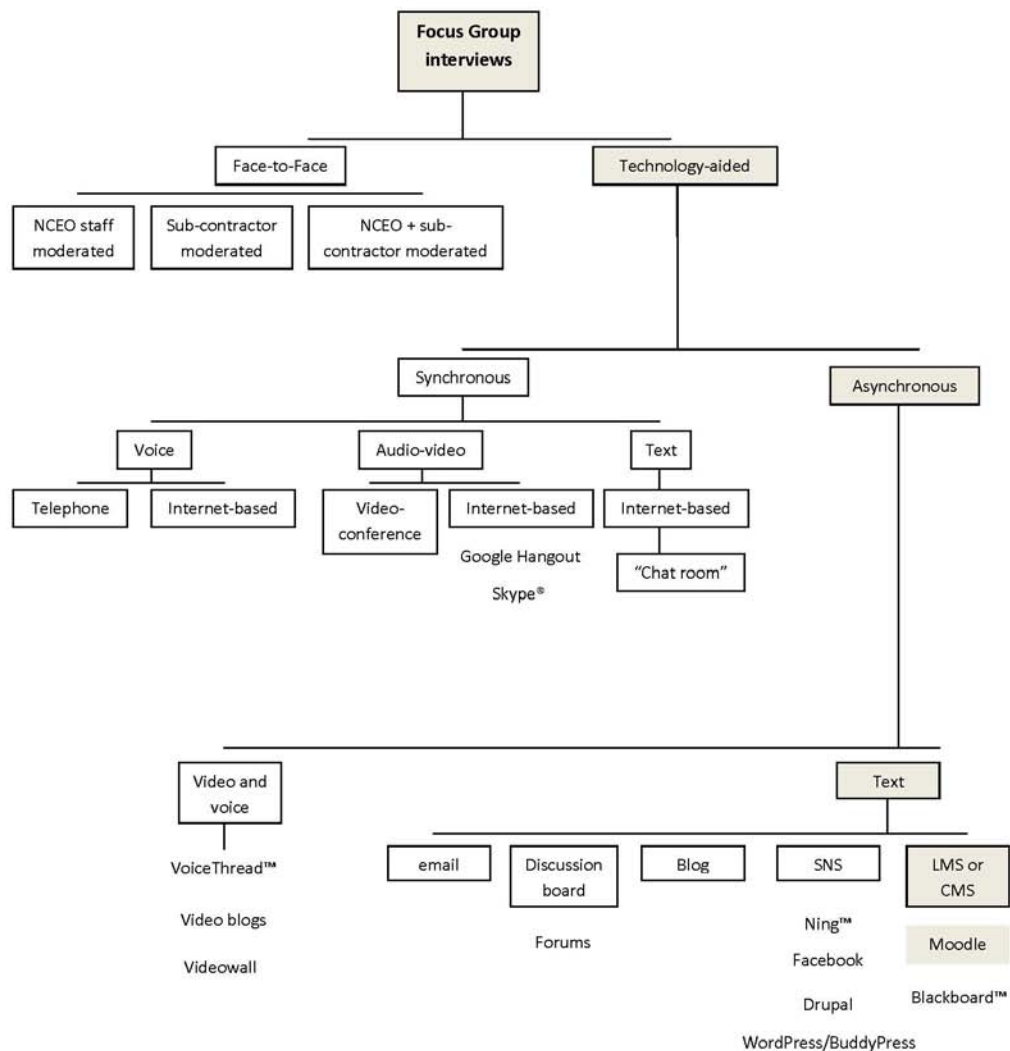 Focus Group
interviews
Face-to-Face
Technology-aided
NCEO staff
moderated
Sub-contractor
moderated
NCEO + sub-
contractor moderated
Synchronous
Asynchronous
Voice
Audio-video
Text
Telephone
Internet-based
Video-
conference
Internet-based
Internet-based
Google Hangout
Skype®
“Chat room”
Video and
voice
Text
VoiceThread™
Video blogs
Videowall
email
Discussion
board
Blog
SNS
LMS or
CMS
Forums
Ning™
Facebook
Drupal
WordPress/BuddyPress
Moodle
Blackboard™